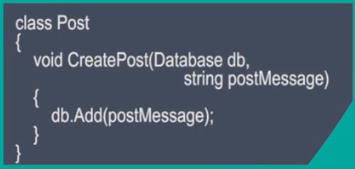 class Post
{
void CreatePost(Database db,
string postMessage)
{
db.Add(postMessage);
}
}